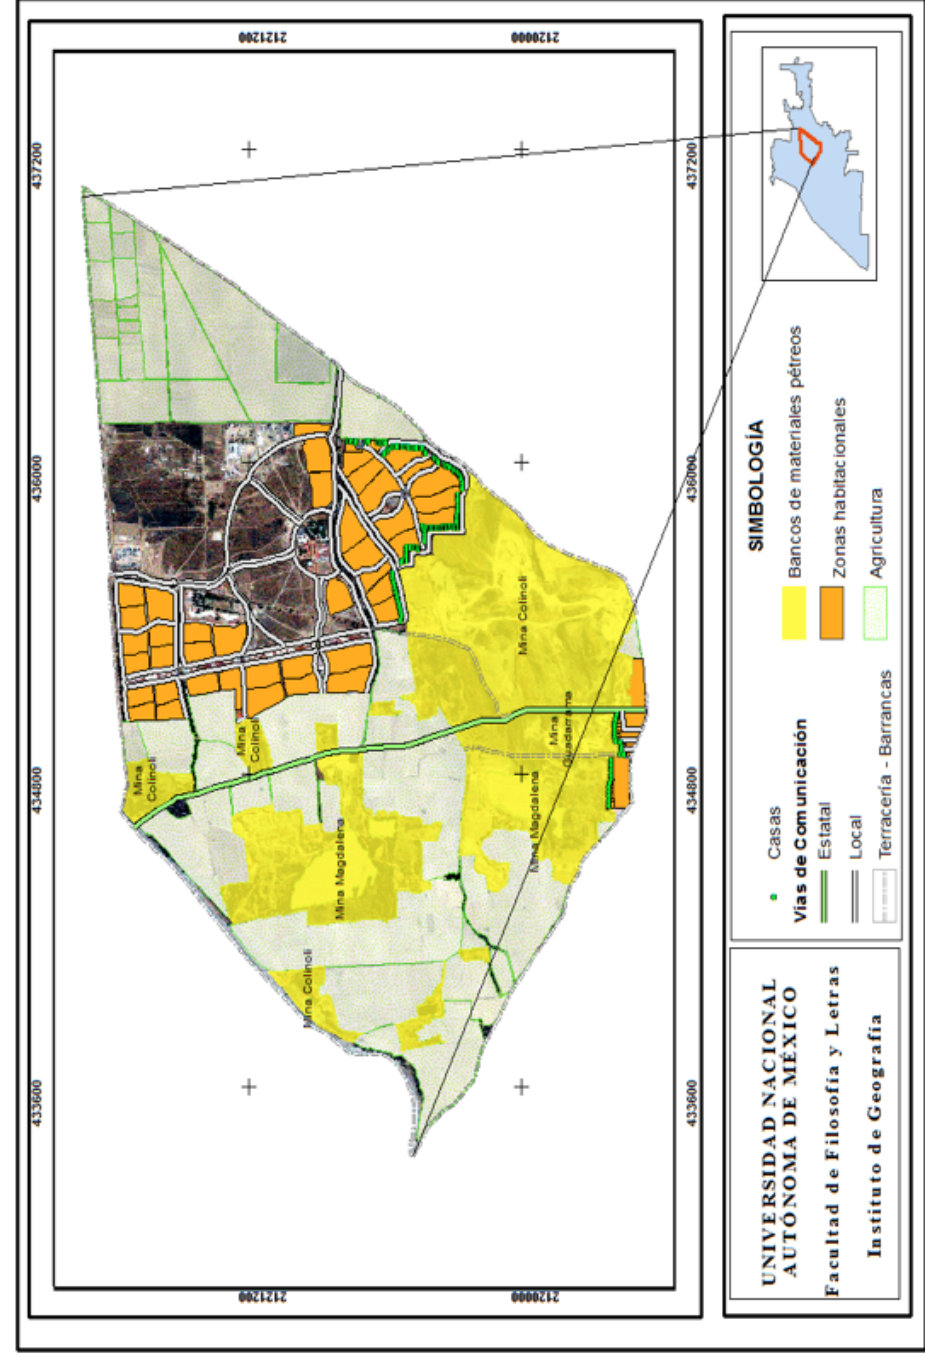 2121200
2120000
437200
436000
434800
433600
437200
436000
434800
433600
2121200
2120000
Mina
Colinoli
Mina
Colinoli
Mina Magdalena
Mina Colinoli
Mina Colinoli
Mina
Guadarrama
Mina Magdalena
SIMBOLOGÍA
Bancos de materiales pétreos
Zonas habitacionales
Agricultura
Casas
Vías de Comunicación
Estatal
Local
Terracería - Barrancas
UNIVERSIDAD NACIONAL
AUTÓNOMA DE MÉXICO
Facultad de Filosofía y Letras
Instituto de Geografía